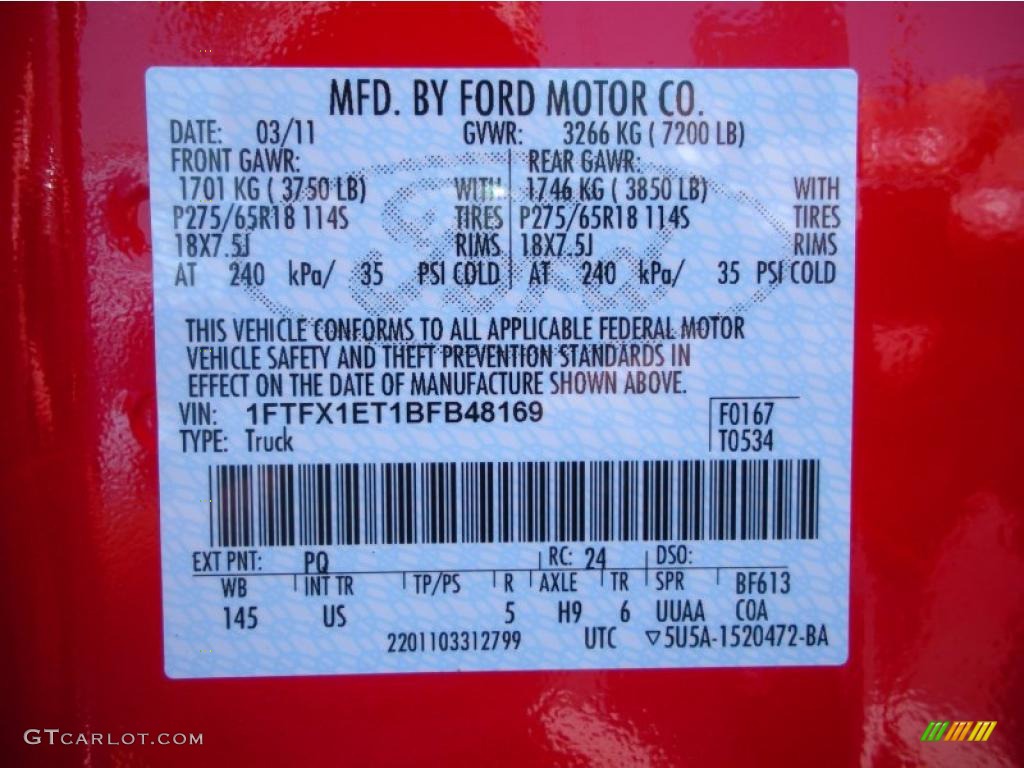 MFD. BY FORD MOTOR CO.
DATE: 03/11 GVWR: 3266 KG ( 7200 LB)
FRONT GAWR: REAR GAWR:
1701 KG ( 3750 LB) WITH 1746 KG ( 3850 LB) WITH
P275/65R18 114S TIRES P275/65R18 114S TIRES
18X7.5J RIMS 18X7.5J RIMS
AT 240 kPa/ 35 PSI COLD AT 240 kPa/ 35 PSI COLD
THIS VEHICLE CONFORMS TO ALL APPLICABLE FEDERAL MOTOR
VEHICLE SAFETY AND THEFT PREVENTION STANDARDS IN
EFFECT ON THE DATE OF MANUFACTURE SHOWN ABOVE.
VIN: 1FTFX1ET1BFB48169 F0167
TYPE: Truck T0534
EXT PNT: PQ RC: 24 DSO:
WB INT TR TP/PS R AXLE TR SPR BF613
145 US 5 H9 6 UUAA COA
2201103312799 UTC ▽5U5A-1520472-BA
GTCARLOT.COM